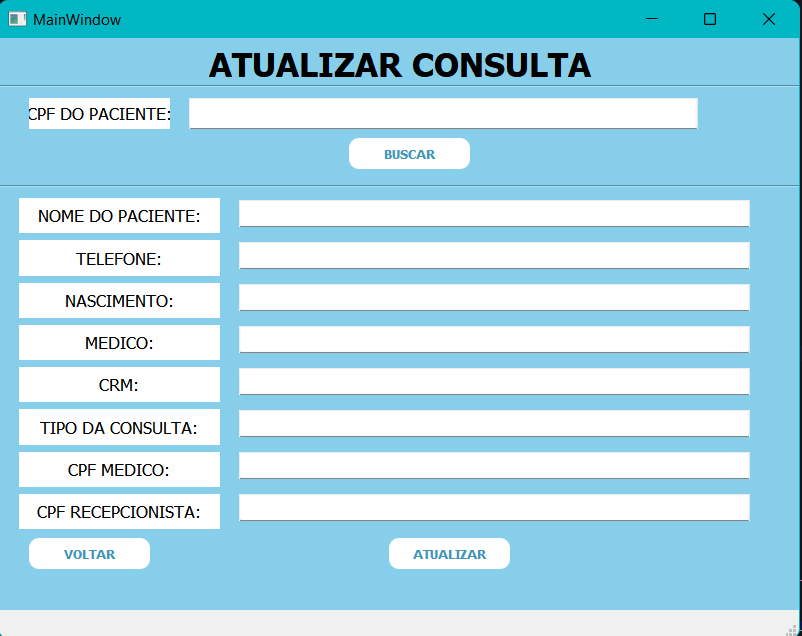 MainWindow
ATUALIZAR CONSULTA
CPF DO PACIENTE:
BUSCAR
NOME DO PACIENTE:
TELEFONE:
NASCIMENTO:
MEDICO:
CRM:
TIPO DA CONSULTA:
CPF MEDICO:
CPF RECEPCIONISTA:
VOLTAR ATUALIZAR